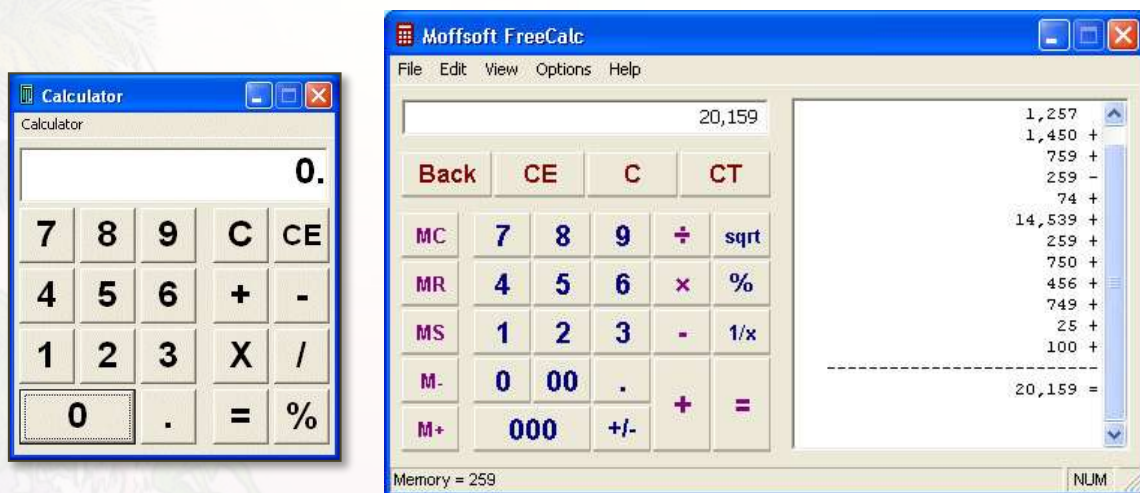 Calculator
Calculator
0.
7 8 9 C CE
4 5 6 + -
1 2 3 X /
0 . = %
Moffsoft FreeCalc
File Edit View Options Help
20,159
Back CE C CT
MC 7 8 9 ÷ sqrt
MR 4 5 6 × %
MS 1 2 3 - 1/x
M- 0 00 . + =
M+ 000 +/-
1,257
1,450 +
759 +
259 -
74 +
14,539 +
259 +
750 +
456 +
749 +
25 +
100 +
---------------------------
20,159 =
Memory = 259
NUM